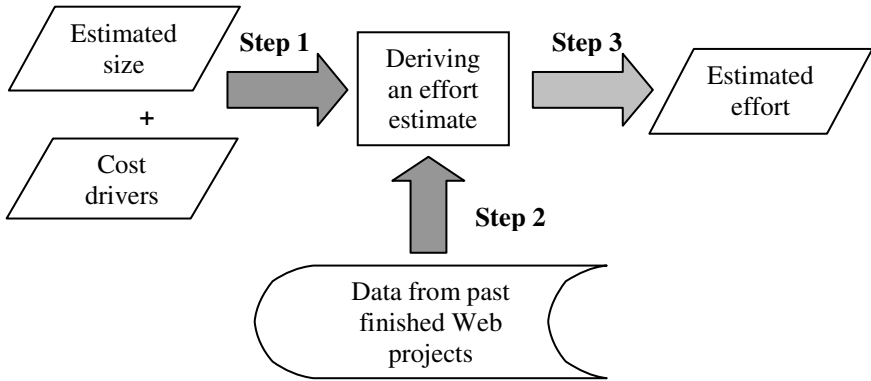 Estimated
size
+
Cost
drivers
Step 1
Deriving
an effort
estimate
Step 3
Estimated
effort
Step 2
Data from past
finished Web
projects